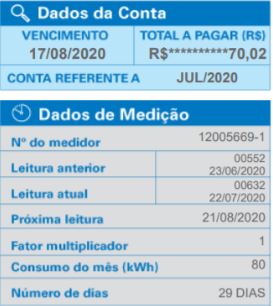 Dados da Conta
VENCIMENTO TOTAL A PAGAR (R$)
17/08/2020 R$**********70,02
CONTA REFERENTE A JUL/2020
Dados de Medição
Nº do medidor 12005669-1
Leitura anterior 00552
23/06/2020
Leitura atual 00632
22/07/2020
Próxima leitura 21/08/2020
Fator multiplicador 1
Consumo do mês (kWh) 80
Número de dias 29 DIAS